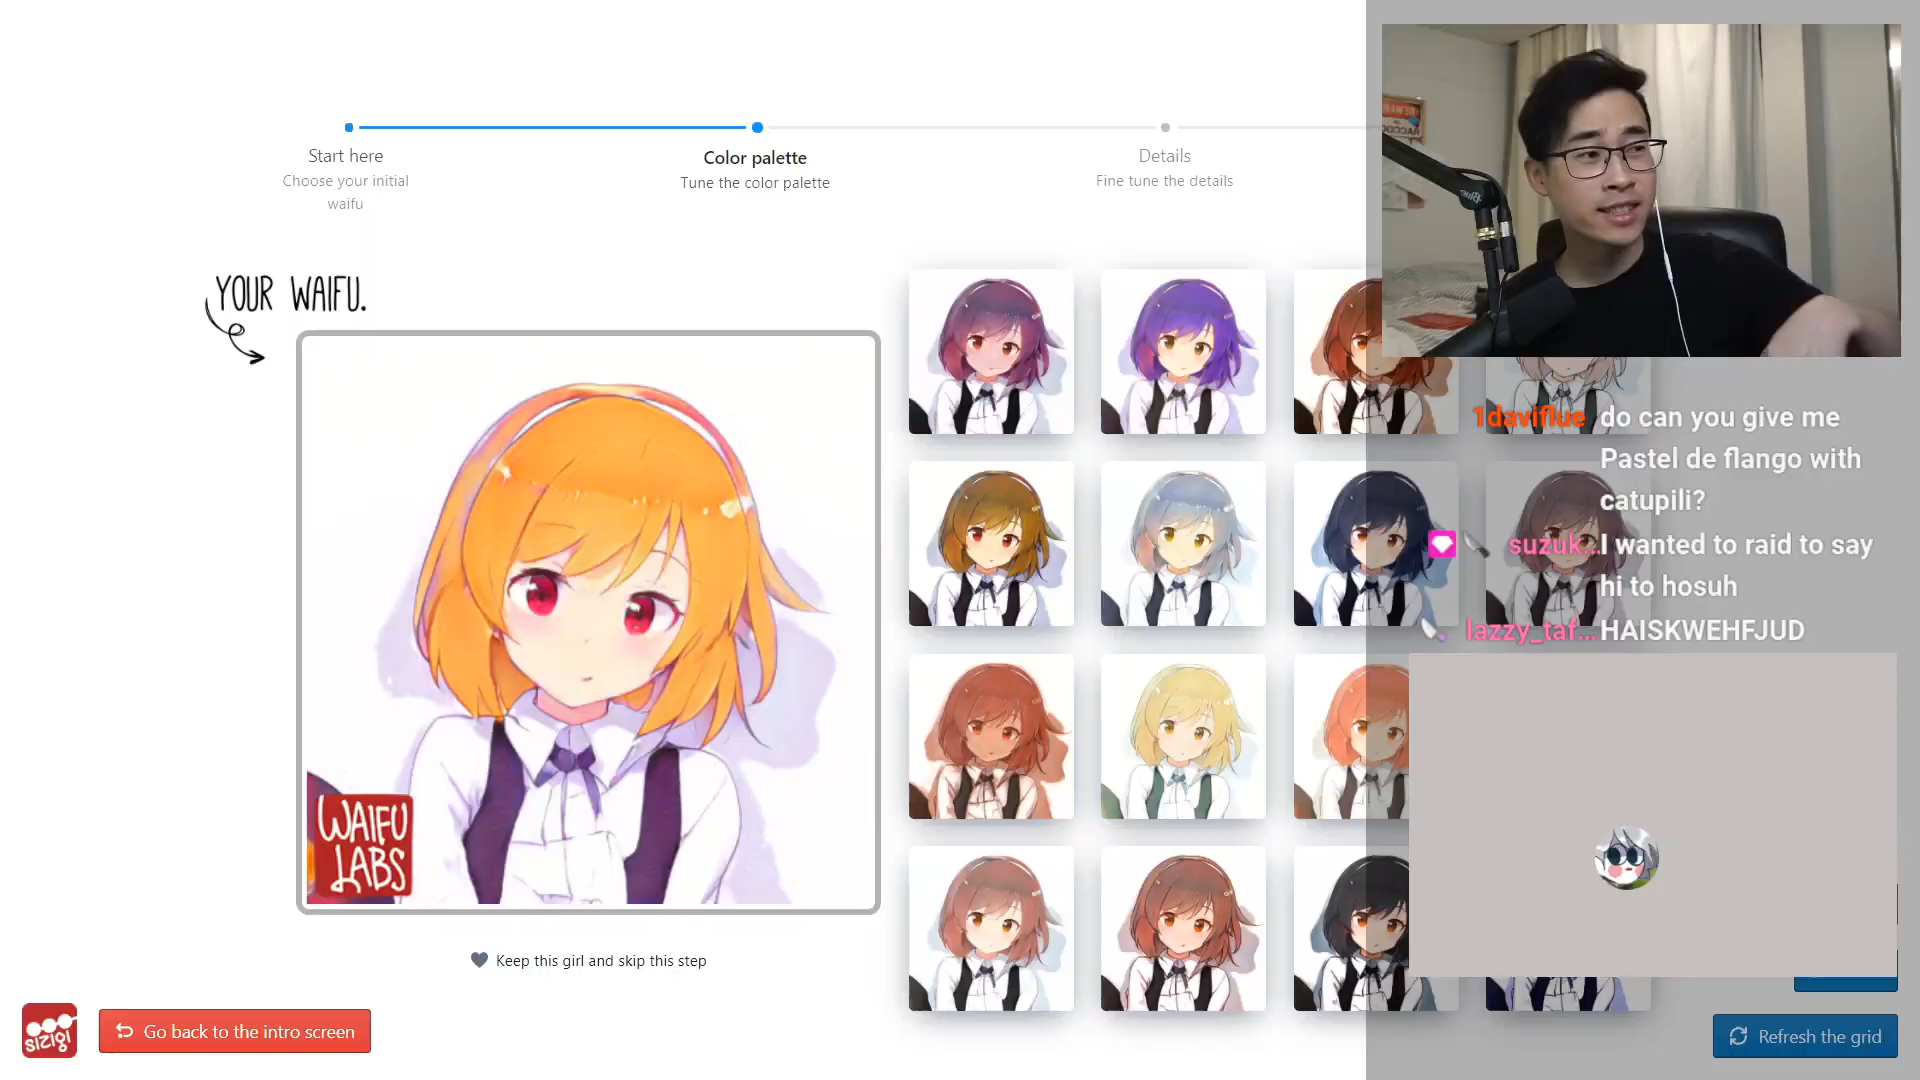 Start here
Choose your initial
waifu
Color palette
Tune the color palette
Details
Fine tune the details
YOUR WAIFU.
WAIFU
LABS
Keep this girl and skip this step
sizigi
Go back to the intro screen
1daviflue do can you give me
Pastel de flango with
catupili?
suzuk... I wanted to raid to say
hi to hosuh
lazzy_taf... HAISKWEHFJUD
Refresh the grid